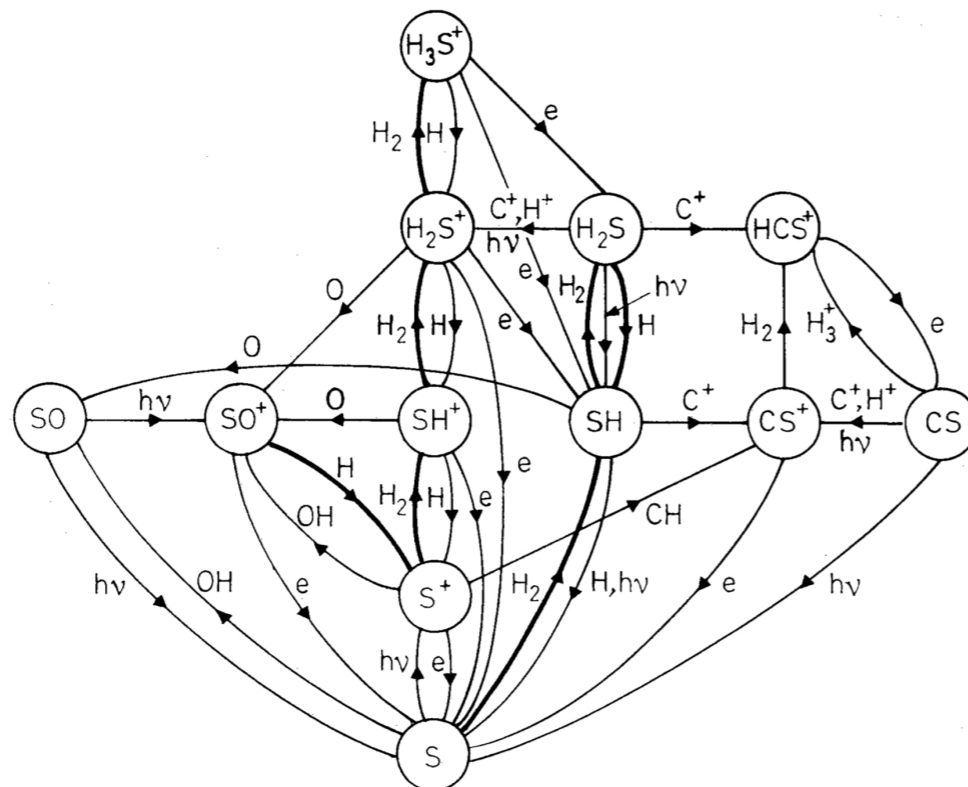 H₃S⁺
e
H₂ H
C⁺,H⁺ C⁺
H₂S⁺ H₂S HCS⁺
hν
O e H₂ hν
H₂ H e H H₂ H₃⁺ e
O
hν O C⁺ C⁺,H⁺
SO SO⁺ SH⁺ SH CS⁺ CS
hν
H e
H₂ H e
OH CH
hν OH e S⁺ H₂ H,hν e hν
hν e
S